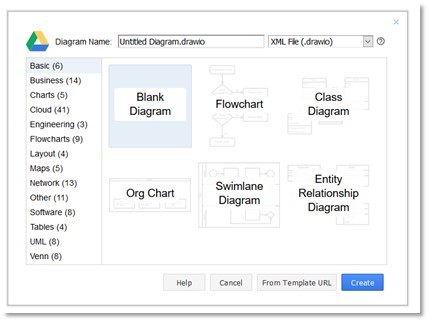 Diagram Name: Untitled Diagram.drawio XML File (.drawio)
Basic (6)
Business (14)
Charts (5)
Cloud (41)
Engineering (3)
Flowcharts (9)
Layout (4)
Maps (5)
Network (13)
Other (11)
Software (8)
Tables (4)
UML (8)
Venn (8)
Blank
Diagram
Flowchart
Class
Diagram
Org Chart
Swimlane
Diagram
Entity
Relationship
Diagram
Help Cancel From Template URL Create